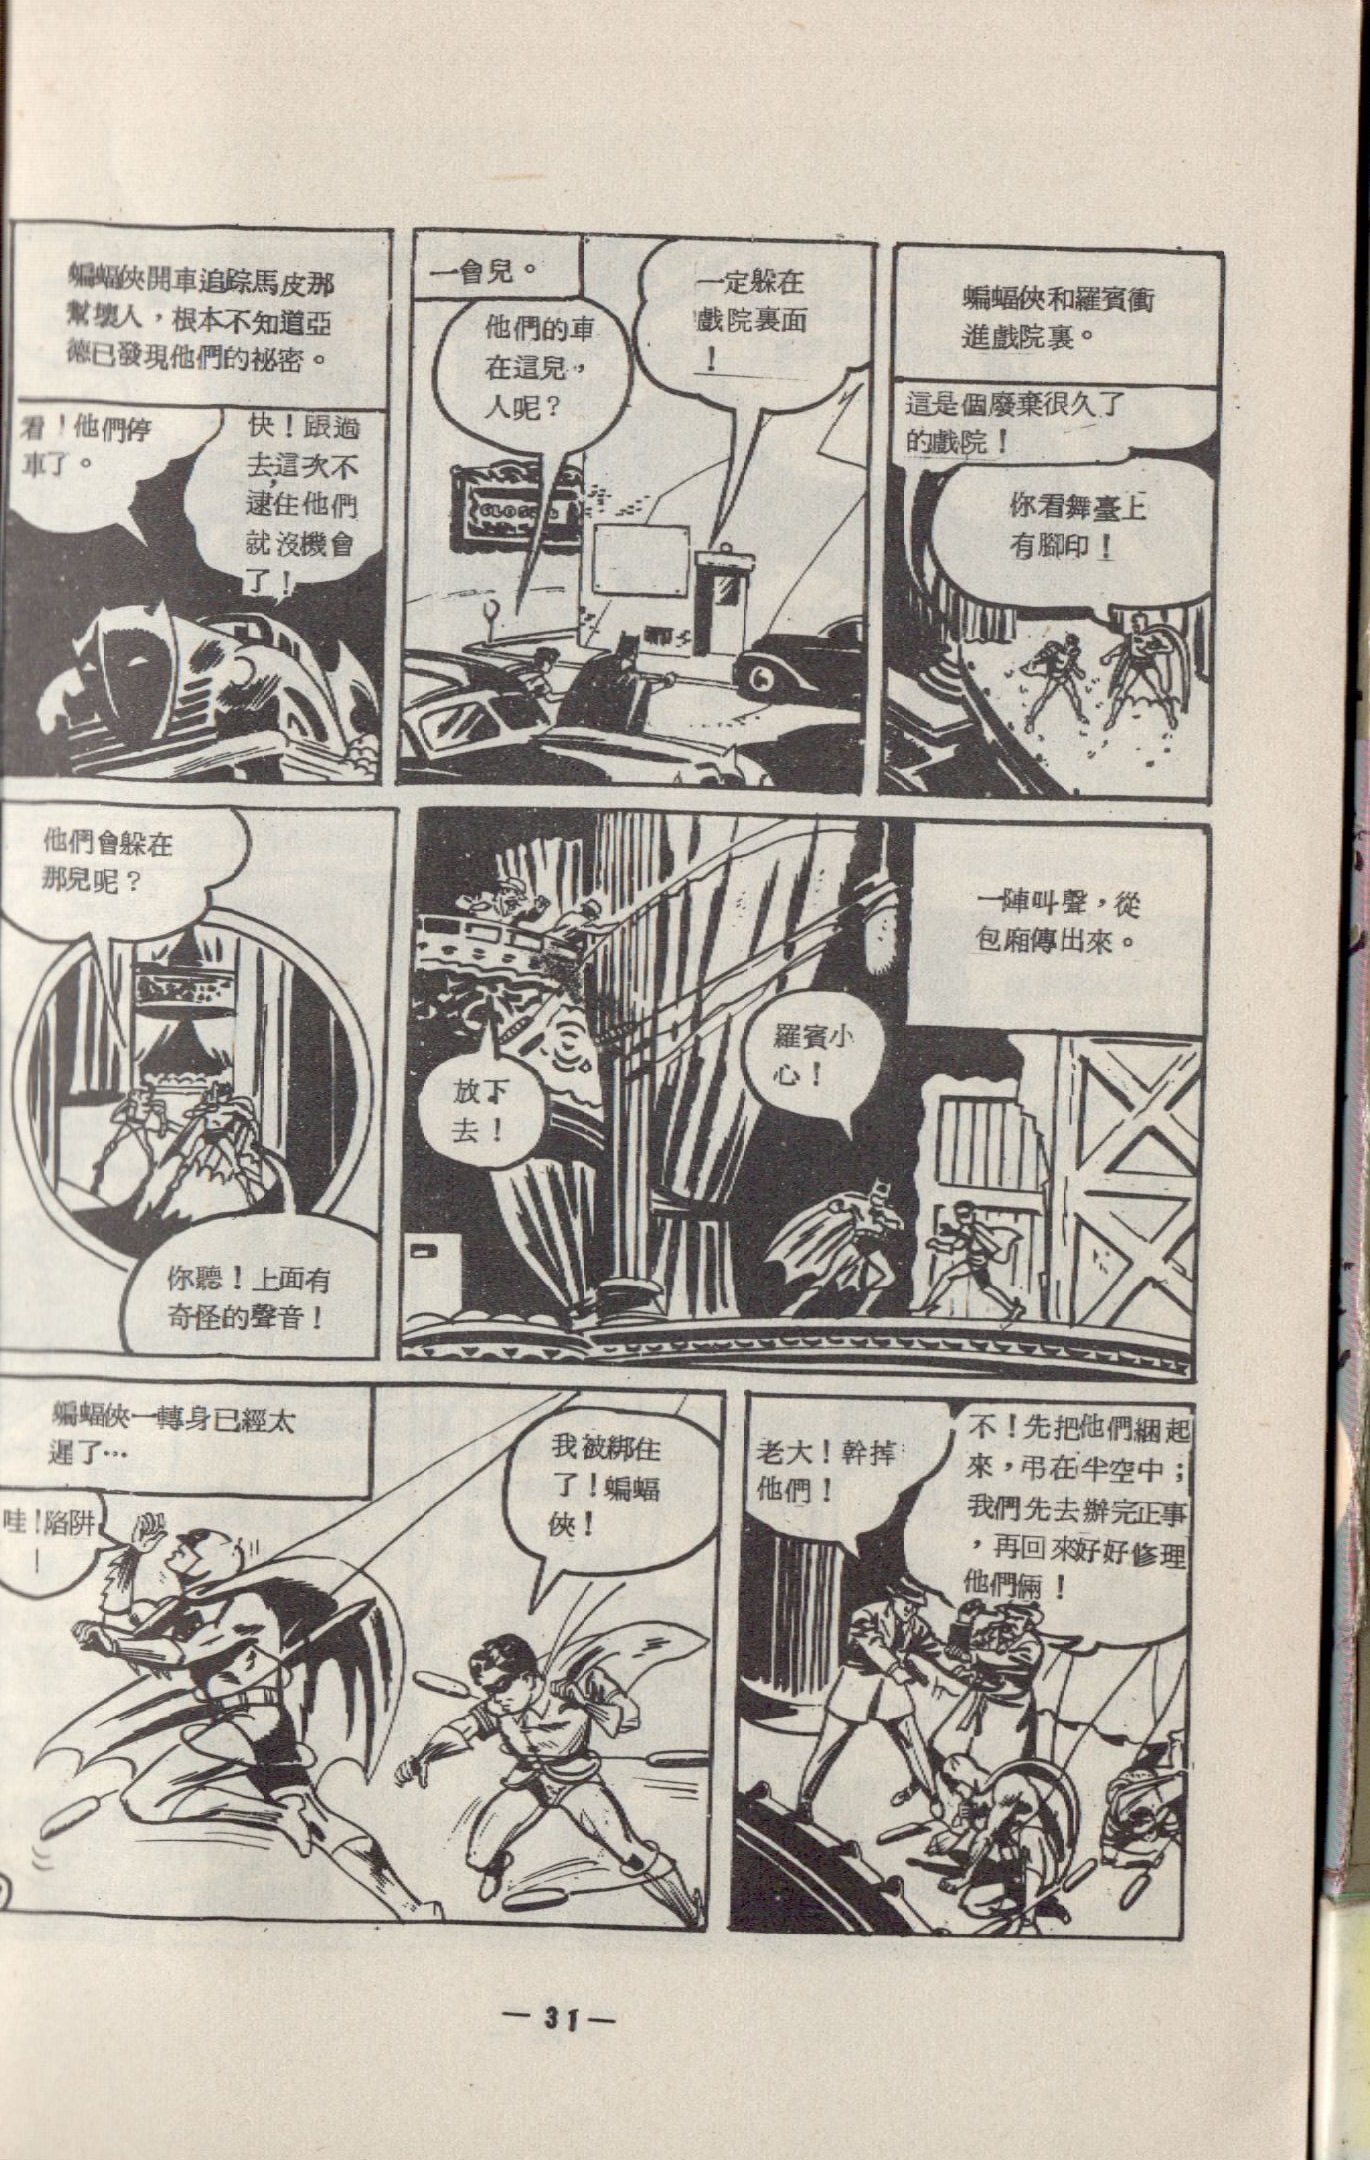 蝙蝠俠開車追踪馬皮那
幫壞人，根本不知道亞
德已發現他們的祕密。
看！他們停
車了。
快！跟過
去，這次不
逮住他們
就沒機會
了！
一會兒。
他們的車
在這兒，
人呢？
一定躲在
戲院裏面
！
CLOSED
蝙蝠俠和羅賓衝
進戲院裏。
這是個廢棄很久了
的戲院！
你看舞臺上
有腳印！
他們會躲在
那兒呢？
你聽！上面有
奇怪的聲音！
一陣叫聲，從
包廂傳出來。
放下
去！
羅賓小
心！
蝙蝠俠一轉身已經太
遲了…
哇！陷阱
—
我被綁住
了！蝙蝠
俠！
老大！幹掉
他們！
不！先把他們綑起
來，弔在半空中；
我們先去辦完正事
，再回來好好修理
他們倆！
— 31 —